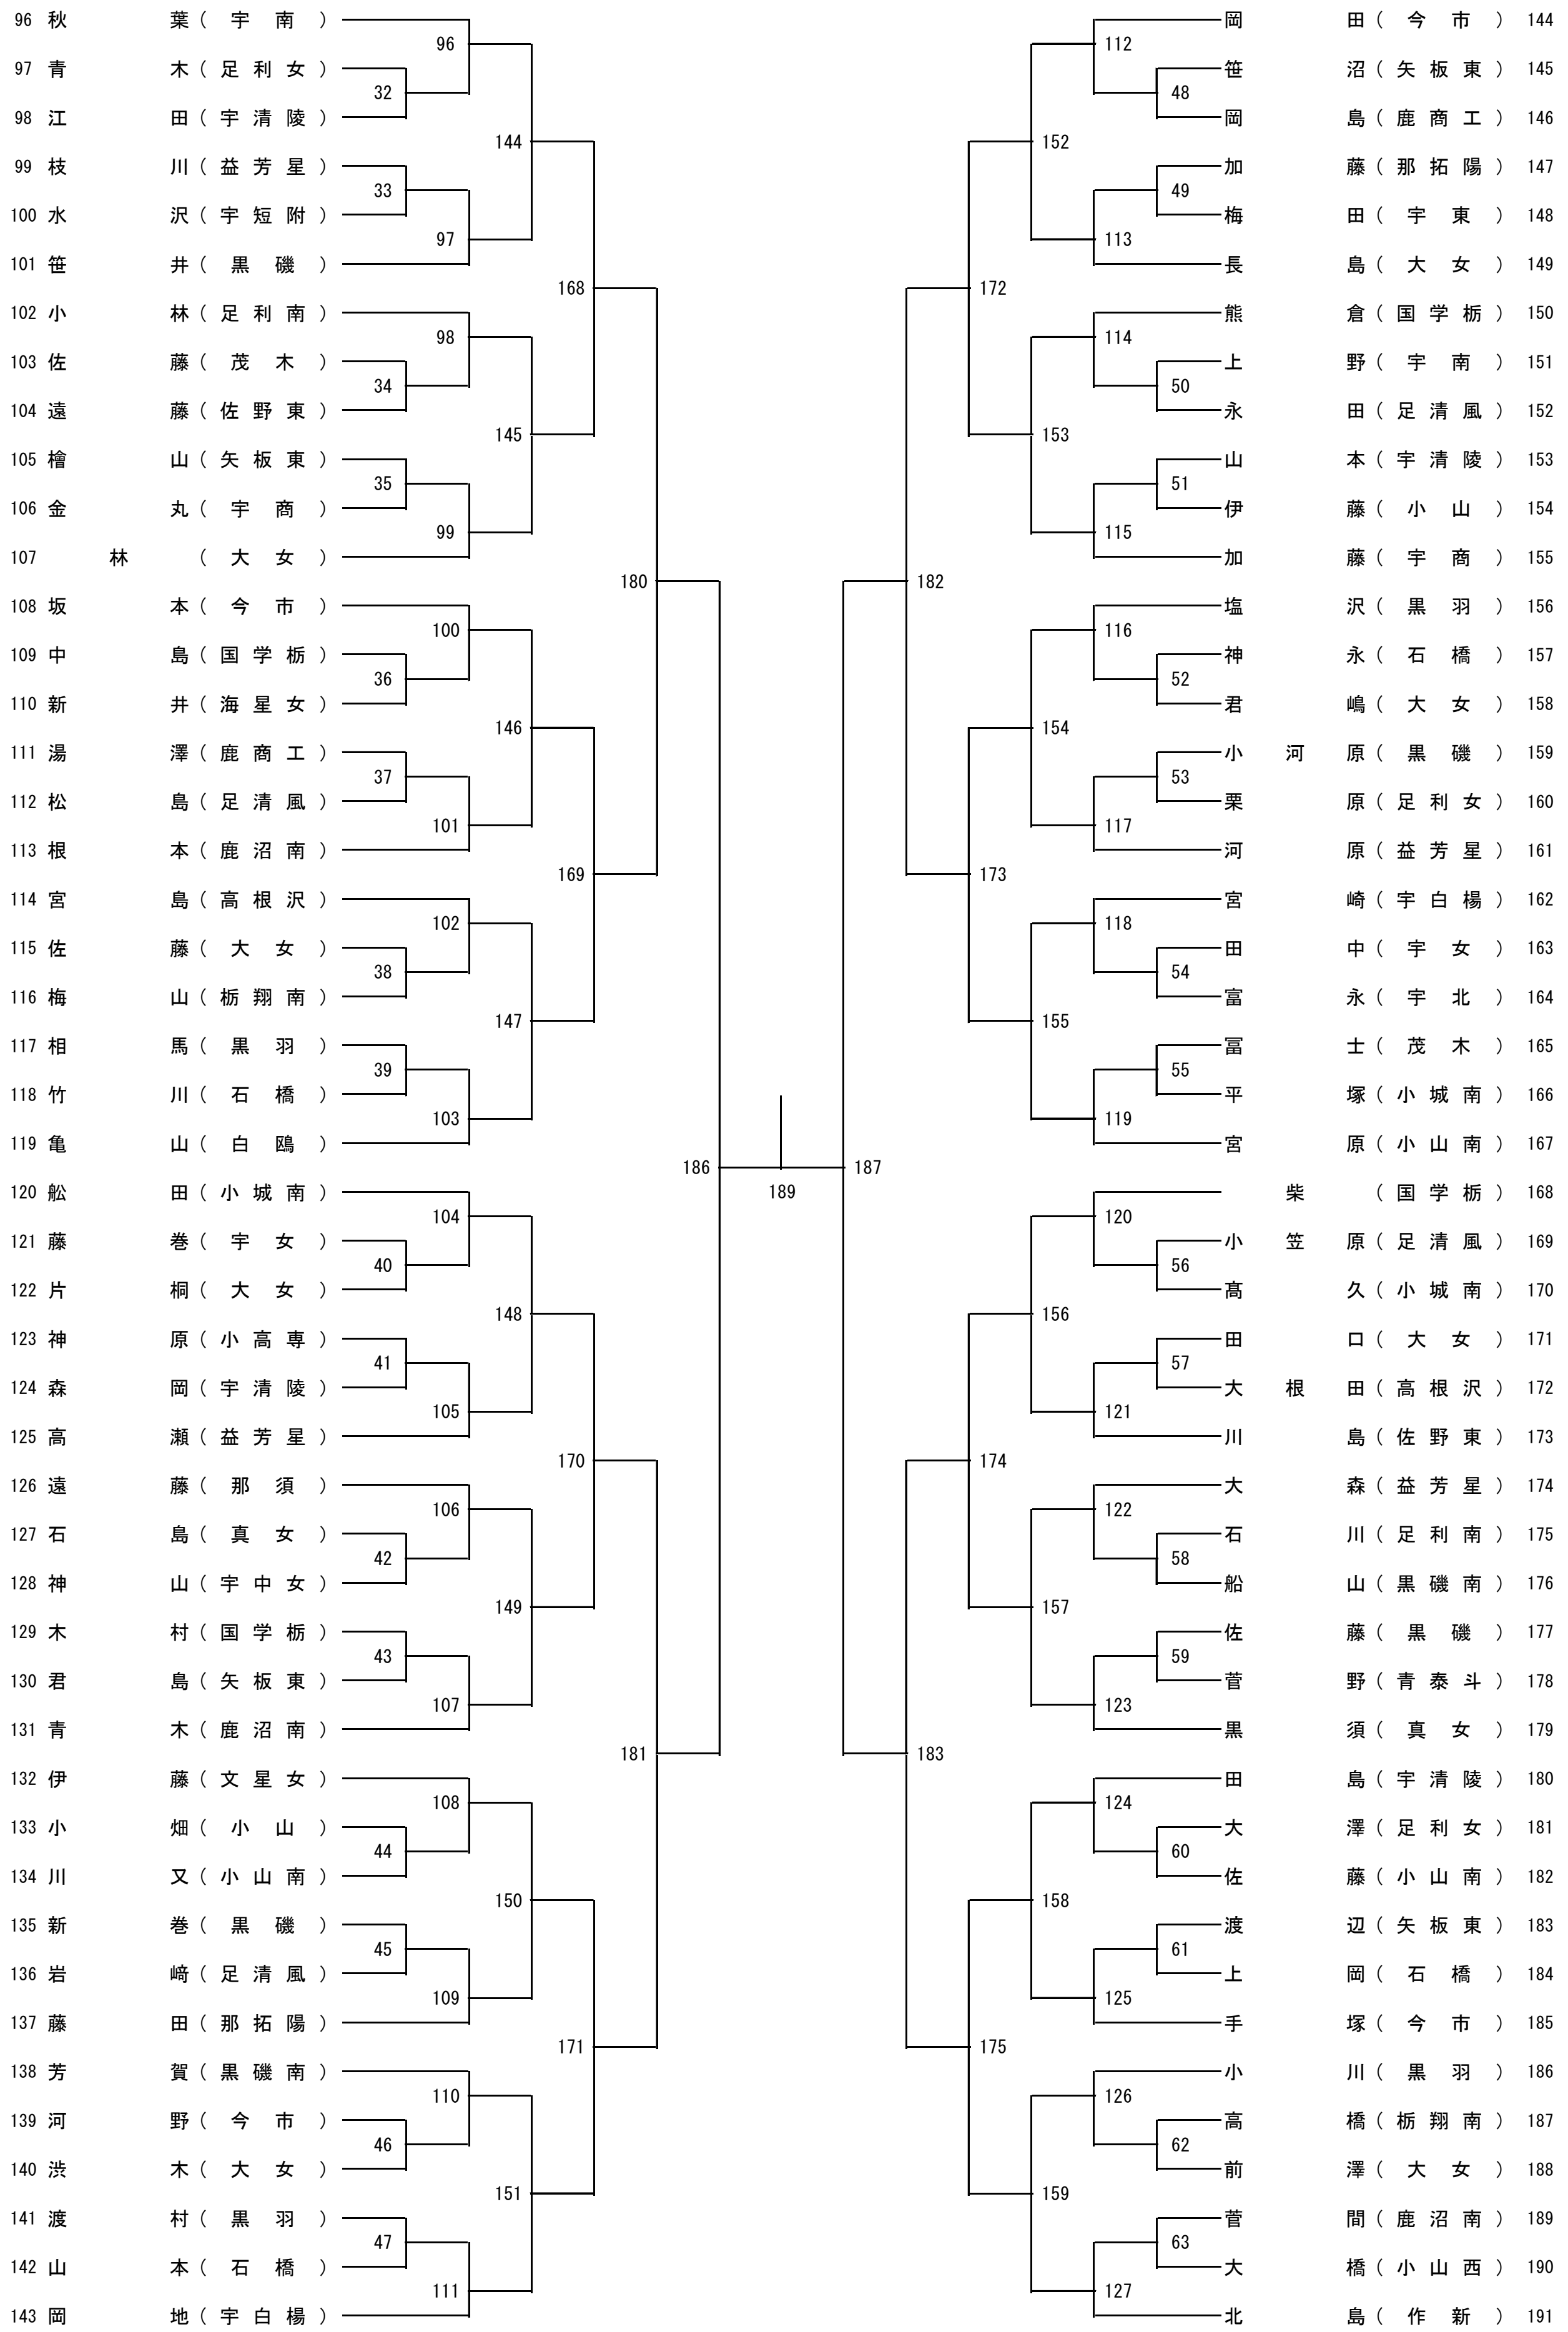 96 秋葉（宇南）
97 青木（足利女）
98 江田（宇清陵）
99 枝川（益芳星）
100 水沢（宇短附）
101 笹井（黒磯）
102 小林（足利南）
103 佐藤（茂木）
104 遠藤（佐野東）
105 檜山（矢板東）
106 金丸（宇商）
107 林（大女）
108 坂本（今市）
109 中島（国学栃）
110 新井（海星女）
111 湯澤（鹿商工）
112 松島（足清風）
113 根本（鹿沼南）
114 宮島（高根沢）
115 佐藤（大女）
116 梅山（栃翔南）
117 相馬（黒羽）
118 竹川（石橋）
119 亀山（白鴎）
120 舩田（小城南）
121 藤巻（宇女）
122 片桐（大女）
123 神原（小高専）
124 森岡（宇清陵）
125 高瀬（益芳星）
126 遠藤（那須）
127 石島（真女）
128 神山（宇中女）
129 木村（国学栃）
130 君島（矢板東）
131 青木（鹿沼南）
132 伊藤（文星女）
133 小畑（小山）
134 川又（小山南）
135 新巻（黒磯）
136 岩﨑（足清風）
137 藤田（那拓陽）
138 芳賀（黒磯南）
139 河野（今市）
140 渋木（大女）
141 渡村（黒羽）
142 山本（石橋）
143 岡地（宇白楊）
32
33
34
35
36
37
38
39
40
41
42
43
44
45
46
47
96
97
98
99
100
101
102
103
104
105
106
107
108
109
110
111
144
145
146
147
148
149
150
151
168
169
170
171
180
181
186
189
187
182
183
172
173
174
175
152
153
154
155
156
157
158
159
112
113
114
115
116
117
118
119
120
121
122
123
124
125
126
127
48
49
50
51
52
53
54
55
56
57
58
59
60
61
62
63
岡田（今市） 144
笹沼（矢板東） 145
岡島（鹿商工） 146
加藤（那拓陽） 147
梅田（宇東） 148
長島（大女） 149
熊倉（国学栃） 150
上野（宇南） 151
永田（足清風） 152
山本（宇清陵） 153
伊藤（小山） 154
加藤（宇商） 155
塩沢（黒羽） 156
神永（石橋） 157
君嶋（大女） 158
小河原（黒磯） 159
栗原（足利女） 160
河原（益芳星） 161
宮崎（宇白楊） 162
田中（宇女） 163
富永（宇北） 164
冨士（茂木） 165
平塚（小城南） 166
宮原（小山南） 167
柴（国学栃） 168
小笠原（足清風） 169
髙久（小城南） 170
田口（大女） 171
大根田（高根沢） 172
川島（佐野東） 173
大森（益芳星） 174
石川（足利南） 175
船山（黒磯南） 176
佐藤（黒磯） 177
菅野（青泰斗） 178
黒須（真女） 179
田島（宇清陵） 180
大澤（足利女） 181
佐藤（小山南） 182
渡辺（矢板東） 183
上岡（石橋） 184
手塚（今市） 185
小川（黒羽） 186
高橋（栃翔南） 187
前澤（大女） 188
菅間（鹿沼南） 189
大橋（小山西） 190
北島（作新） 191